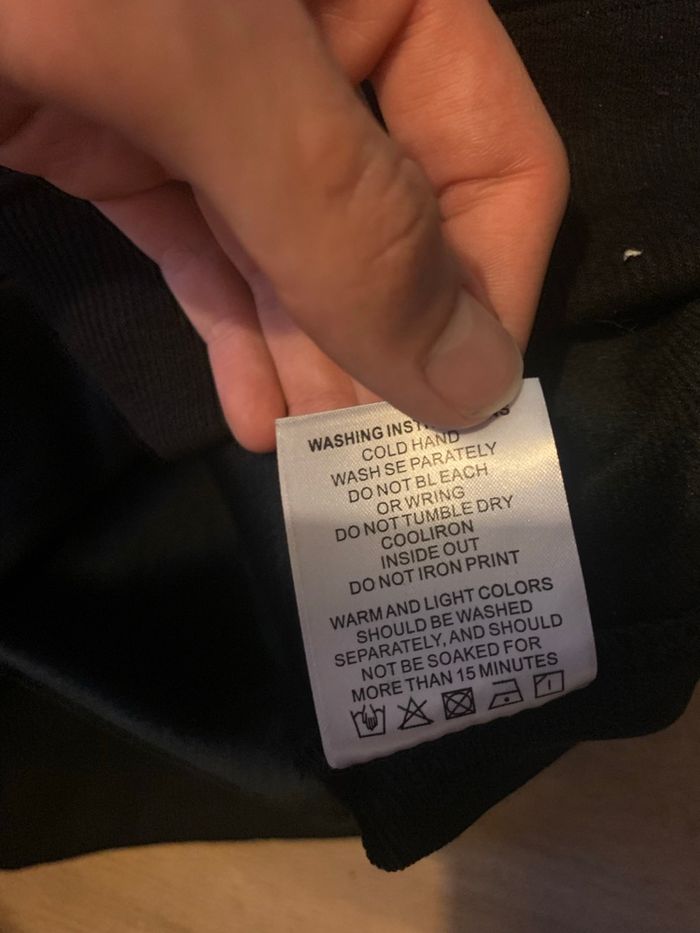 WASHING
COLD HAND
WASH SE PARATELY
DO NOT BL EACH
OR WRING
DO NOT TUMBLE DRY
COOLIRON
INSIDE OUT
DO NOT IRON PRINT
WARM AND LIGHT COLORS
SHOULD BE WASHED
SEPARATELY, AND SHOULD
NOT BE SOAKED FOR
MORE THAN 15 MINUTES